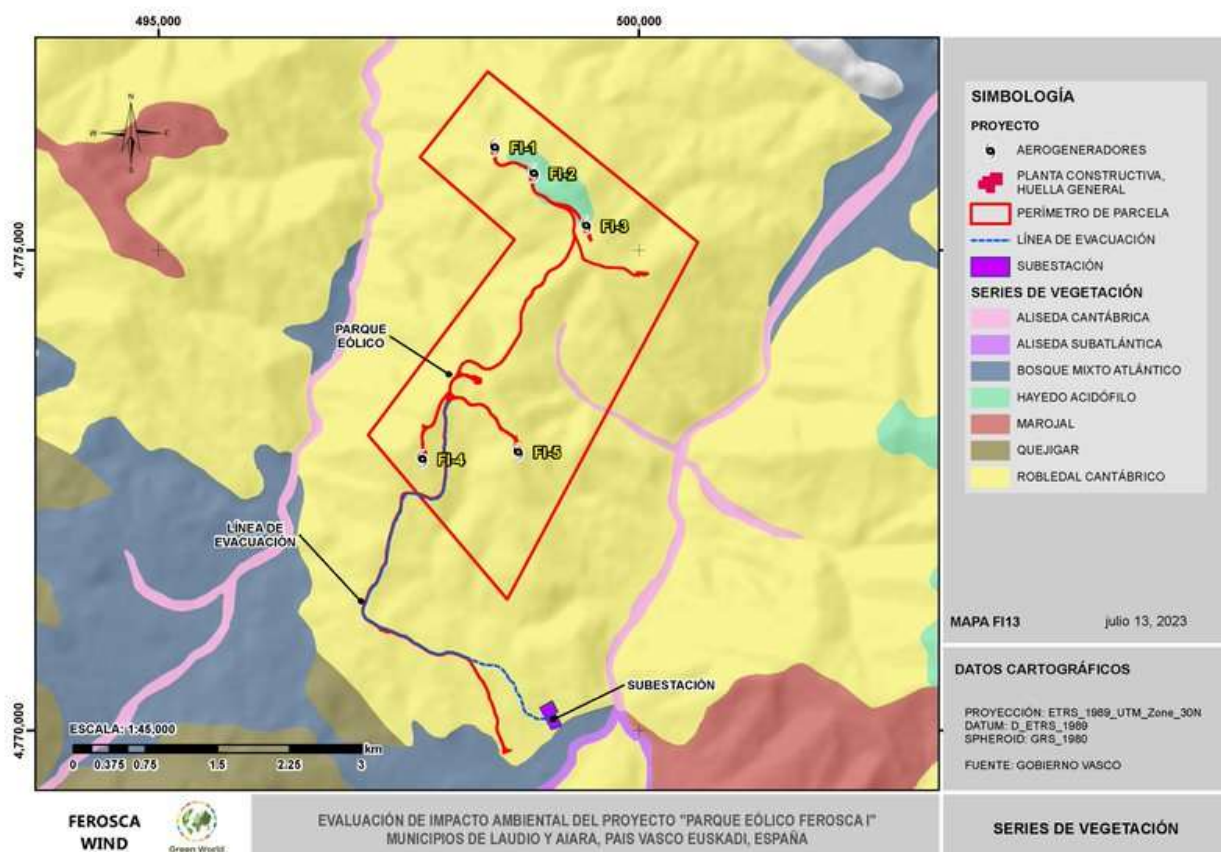 495,000
500,000
4,775,000
4,770,000
N
W
E
S
FI-1
FI-2
FI-3
PARQUE
EÓLICO
FI-4
FI-5
LÍNEA DE
EVACUACIÓN
SUBESTACIÓN
ESCALA: 1:45,000
km
0 0.375 0.75 1.5 2.25 3
SIMBOLOGÍA
PROYECTO
AEROGENERADORES
PLANTA CONSTRUCTIVA,
HUELLA GENERAL
PERÍMETRO DE PARCELA
LÍNEA DE EVACUACIÓN
SUBESTACIÓN
SERIES DE VEGETACIÓN
ALISEDA CANTÁBRICA
ALISEDA SUBATLÁNTICA
BOSQUE MIXTO ATLÁNTICO
HAYEDO ACIDÓFILO
MAROJAL
QUEJIGAR
ROBLEDAL CANTÁBRICO
MAPA FI13 julio 13, 2023
DATOS CARTOGRÁFICOS
PROYECCIÓN: ETRS_1989_UTM_Zone_30N
DATUM: D_ETRS_1989
SPHEROID: GRS_1980
FUENTE: GOBIERNO VASCO
FEROSCA
WIND
Green World
EVALUACIÓN DE IMPACTO AMBIENTAL DEL PROYECTO "PARQUE EÓLICO FEROSCA I"
MUNICIPIOS DE LAUDIO Y AIARA, PAIS VASCO EUSKADI, ESPAÑA
SERIES DE VEGETACIÓN